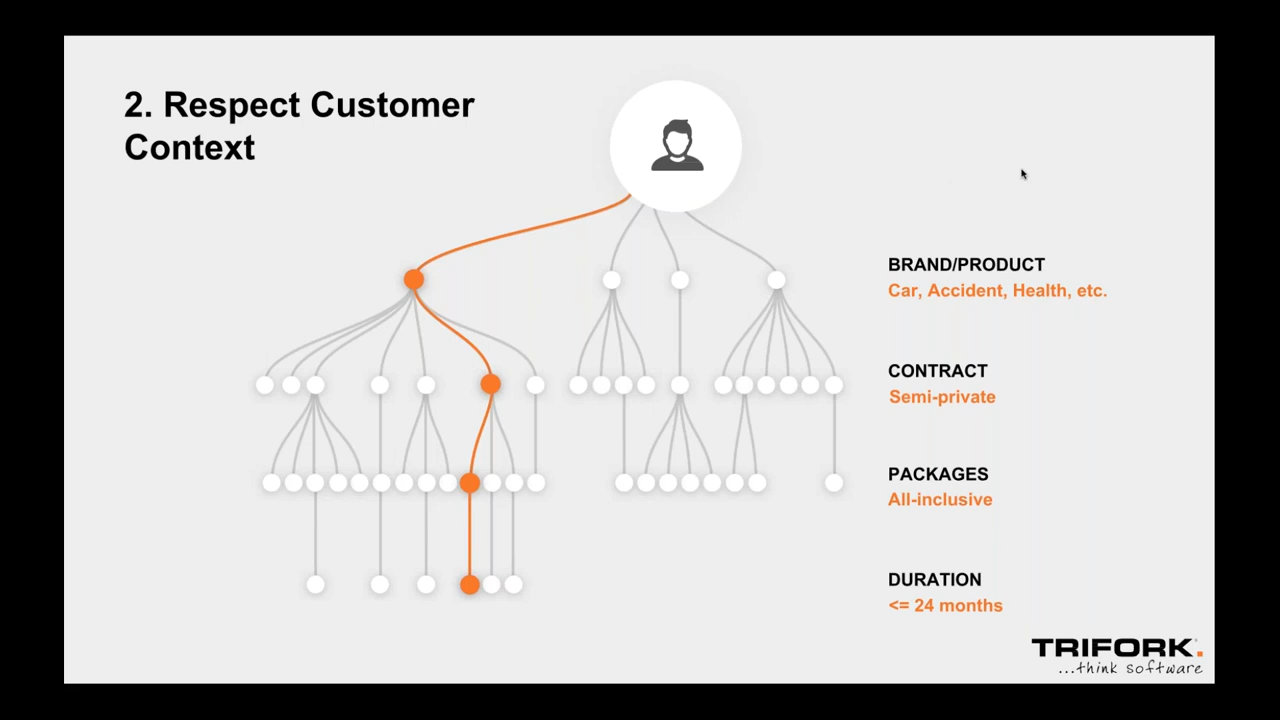 2. Respect Customer
Context
BRAND/PRODUCT
Car, Accident, Health, etc.
CONTRACT
Semi-private
PACKAGES
All-inclusive
DURATION
<= 24 months
TRIFORK.
...think software